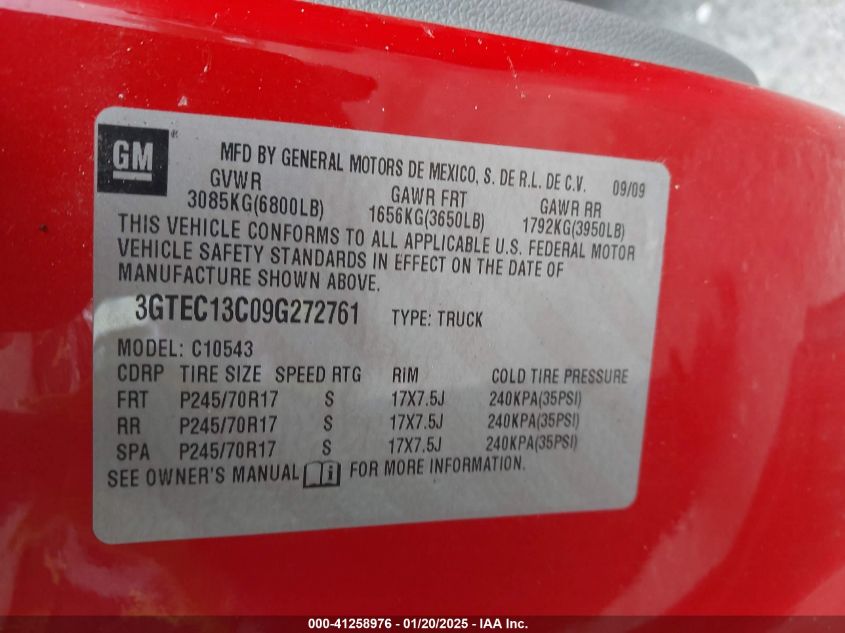 GM ®
MFD BY GENERAL MOTORS DE MEXICO, S. DE R.L. DE C.V. 09/09
GVWR GAWR FRT GAWR RR
3085KG(6800LB) 1656KG(3650LB) 1792KG(3950LB)
THIS VEHICLE CONFORMS TO ALL APPLICABLE U.S. FEDERAL MOTOR
VEHICLE SAFETY STANDARDS IN EFFECT ON THE DATE OF
MANUFACTURE SHOWN ABOVE.
3GTEC13C09G272761 TYPE: TRUCK
MODEL: C10543
CDRP TIRE SIZE SPEED RTG RIM COLD TIRE PRESSURE
FRT P245/70R17 S 17X7.5J 240KPA(35PSI)
RR P245/70R17 S 17X7.5J 240KPA(35PSI)
SPA P245/70R17 S 17X7.5J 240KPA(35PSI)
SEE OWNER'S MANUAL i FOR MORE INFORMATION.
000-41258976 - 01/20/2025 - IAA Inc.